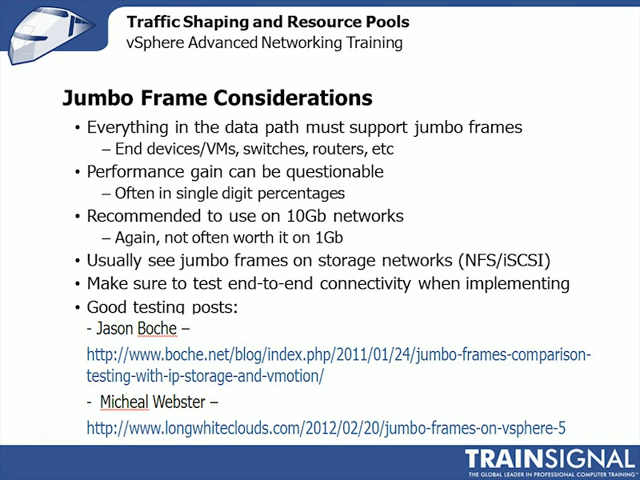 Traffic Shaping and Resource Pools
vSphere Advanced Networking Training
Jumbo Frame Considerations
• Everything in the data path must support jumbo frames
– End devices/VMs, switches, routers, etc
• Performance gain can be questionable
– Often in single digit percentages
• Recommended to use on 10Gb networks
– Again, not often worth it on 1Gb
• Usually see jumbo frames on storage networks (NFS/iSCSI)
• Make sure to test end-to-end connectivity when implementing
• Good testing posts:
- Jason Boche –
http://www.boche.net/blog/index.php/2011/01/24/jumbo-frames-comparison-
testing-with-ip-storage-and-vmotion/
- Micheal Webster –
http://www.longwhiteclouds.com/2012/02/20/jumbo-frames-on-vsphere-5
TRAINSIGNAL
THE GLOBAL LEADER IN PROFESSIONAL COMPUTER TRAINING